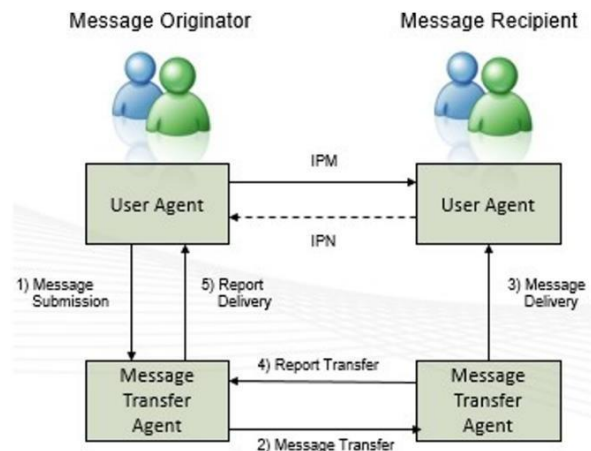 Message Originator
Message Recipient
IPM
User Agent
User Agent
IPN
1) Message
Submission
5) Report
Delivery
3) Message
Delivery
Message
Transfer
Agent
4) Report Transfer
Message
Transfer
Agent
2) Message Transfer